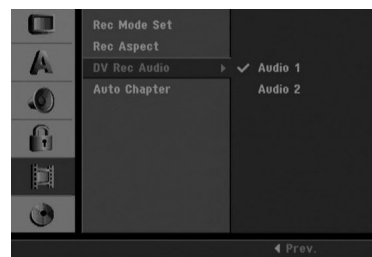 Rec Mode Set
Rec Aspect
DV Rec Audio
Auto Chapter
Audio 1
Audio 2
Prev.